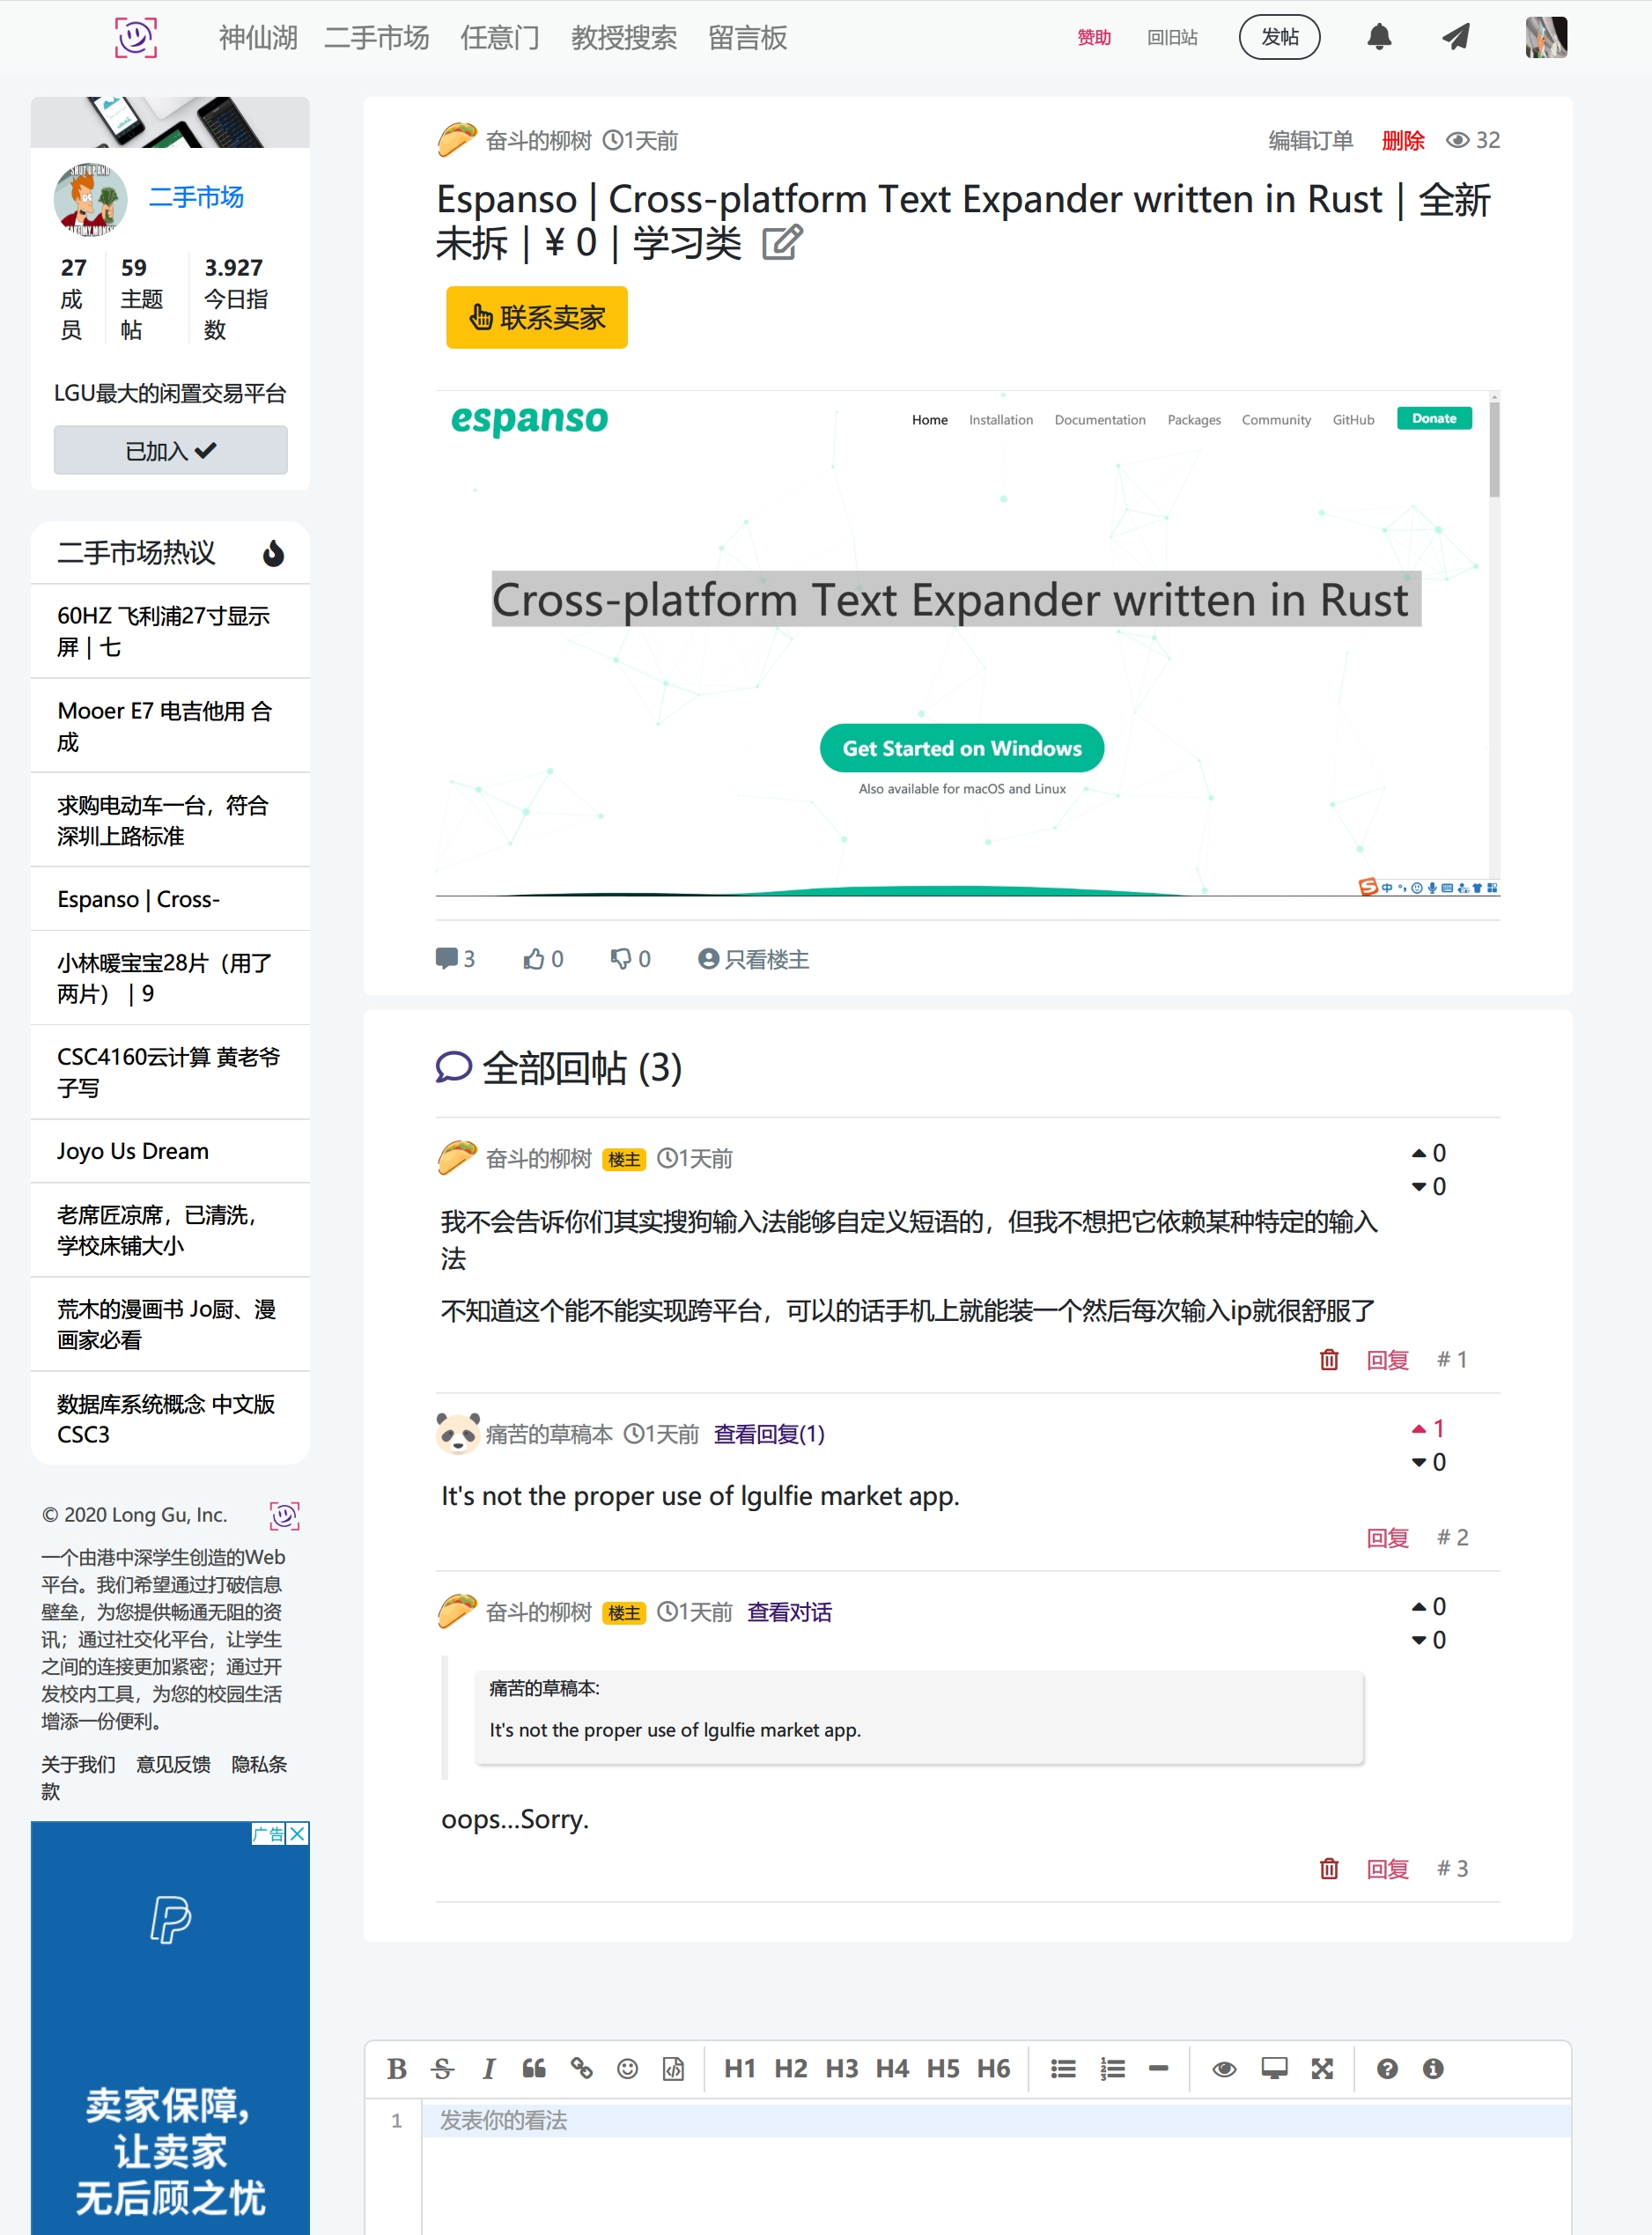 神仙湖 二手市场 任意门 教授搜索 留言板 赞助 回旧站 发帖
二手市场
27 59 3.927
成 主题 今日指
员 帖 数
LGU最大的闲置交易平台
已加入
二手市场热议
60HZ 飞利浦27寸显示
屏 | 七
Mooer E7 电吉他用 合
成
求购电动车一台，符合
深圳上路标准
Espanso | Cross-
小林暖宝宝28片（用了
两片） | 9
CSC4160云计算 黄老爷
子写
Joyo Us Dream
老席匠凉席，已清洗，
学校床铺大小
荒木的漫画书 Jo厨、漫
画家必看
数据库系统概念 中文版
CSC3
© 2020 Long Gu, Inc.
一个由港中深学生创造的Web
平台。我们希望通过打破信息
壁垒，为您提供畅通无阻的资
讯；通过社交化平台，让学生
之间的连接更加紧密；通过开
发校内工具，为您的校园生活
增添一份便利。
关于我们 意见反馈 隐私条
款
广告
卖家保障，
让卖家
无后顾之忧
奋斗的柳树 1天前 编辑订单 删除 32
Espanso | Cross-platform Text Expander written in Rust | 全新
未拆 | ¥ 0 | 学习类
联系卖家
espanso Home Installation Documentation Packages Community GitHub Donate
Cross-platform Text Expander written in Rust
Get Started on Windows
Also available for macOS and Linux
中
3 0 0 只看楼主
全部回帖 (3)
奋斗的柳树 楼主 1天前 0
0
我不会告诉你们其实搜狗输入法能够自定义短语的，但我不想把它依赖某种特定的输入
法
不知道这个能不能实现跨平台，可以的话手机上就能装一个然后每次输入ip就很舒服了
回复 # 1
痛苦的草稿本 1天前 查看回复(1) 1
0
It's not the proper use of lgulfie market app.
回复 # 2
奋斗的柳树 楼主 1天前 查看对话 0
0
痛苦的草稿本:
It's not the proper use of lgulfie market app.
oops...Sorry.
回复 # 3
B S I H1 H2 H3 H4 H5 H6
1 发表你的看法